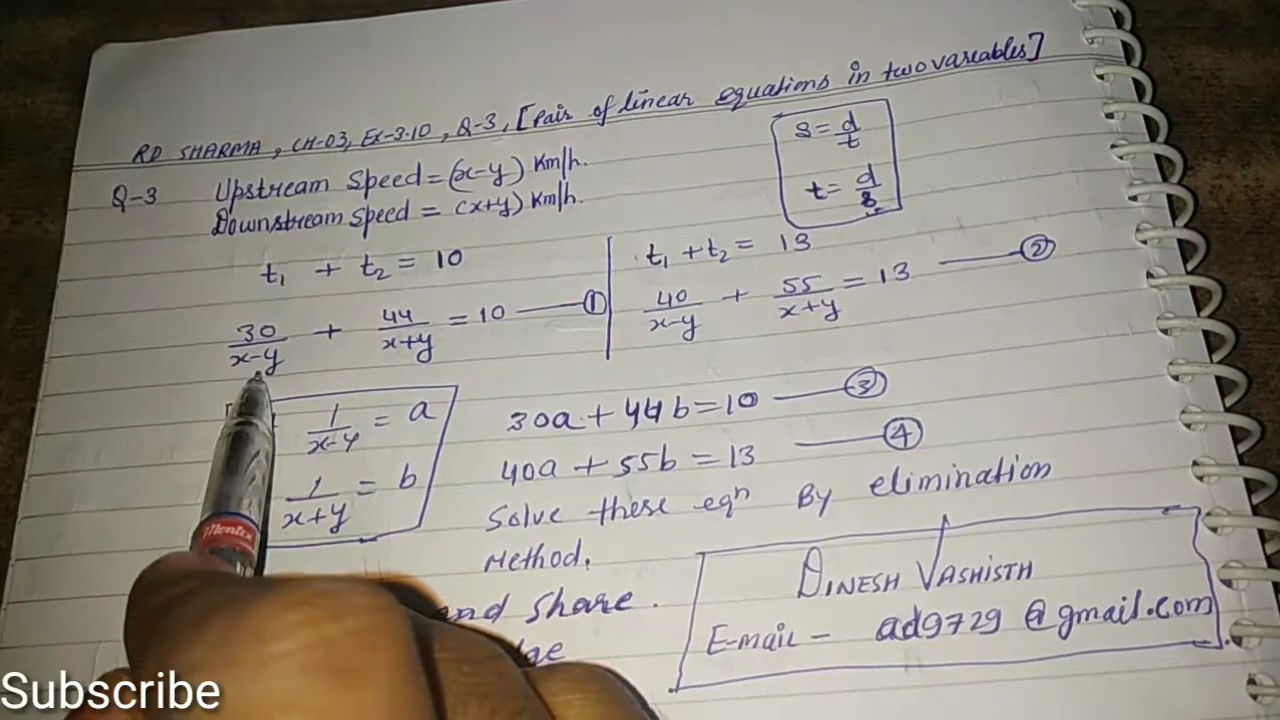 RD SHARMA, CH-03, Ex-3.10, Q-3, [Pair of linear equations in two variables]
Q-3 Upstream Speed = (x-y) Km/h.
Downstream Speed = (x+y) Km/h.
S = d/t
t = d/s
t₁ + t₂ = 10
30/x-y + 44/x+y = 10 ——①
t₁ + t₂ = 13
40/x-y + 55/x+y = 13 ——②
1/x-y = a
1/x+y = b
30a + 44b = 10 ——③
40a + 55b = 13 ——④
Solve these eqⁿ By elimination
Method.
and Share.
DINESH VASHISTH
E-mail - ad9729@gmail.com
Montex
Subscribe